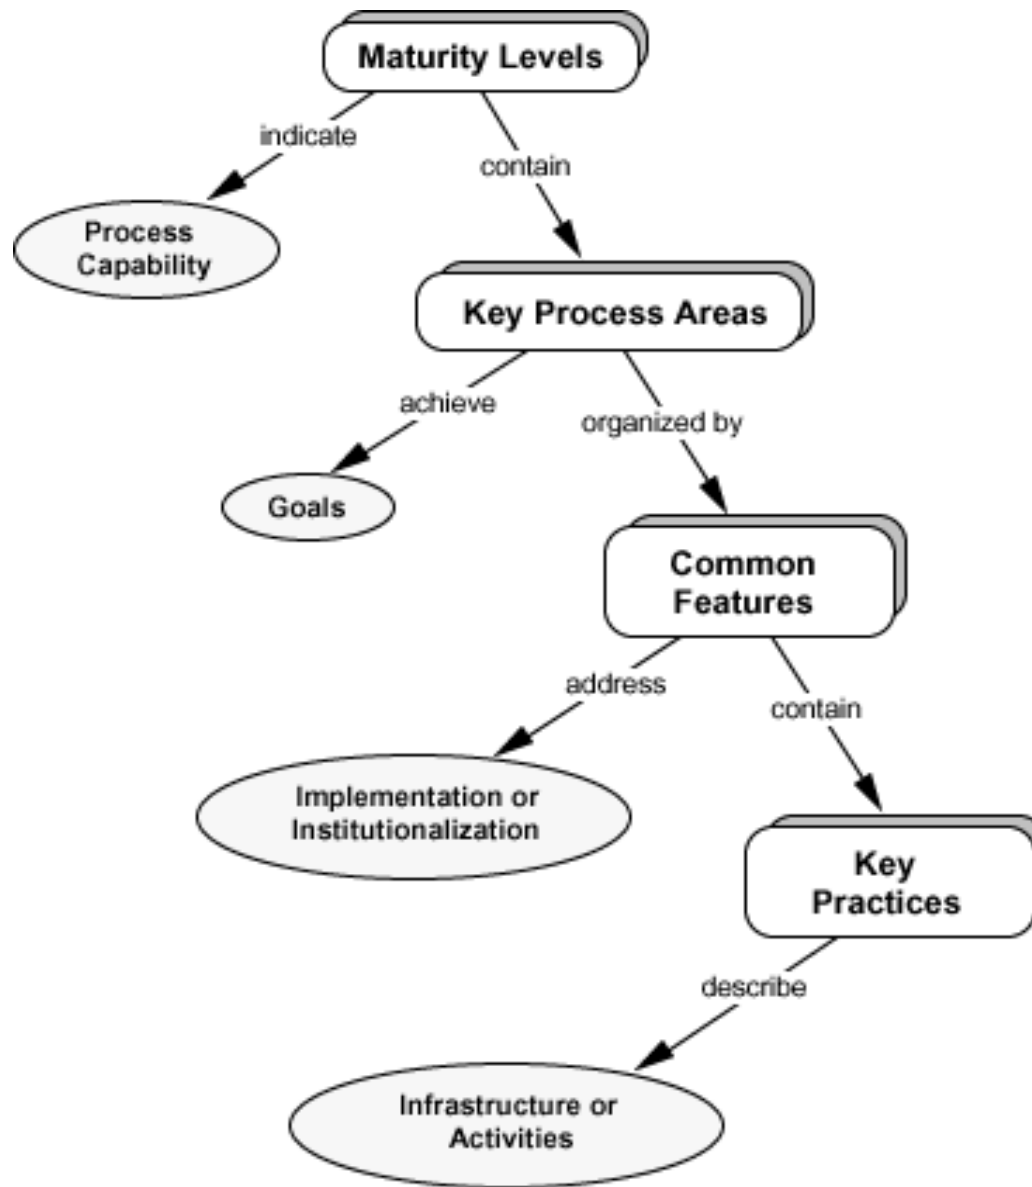 Maturity Levels
indicate
contain
Process
Capability
Key Process Areas
achieve
organized by
Goals
Common
Features
address
contain
Implementation or
Institutionalization
Key
Practices
describe
Infrastructure or
Activities